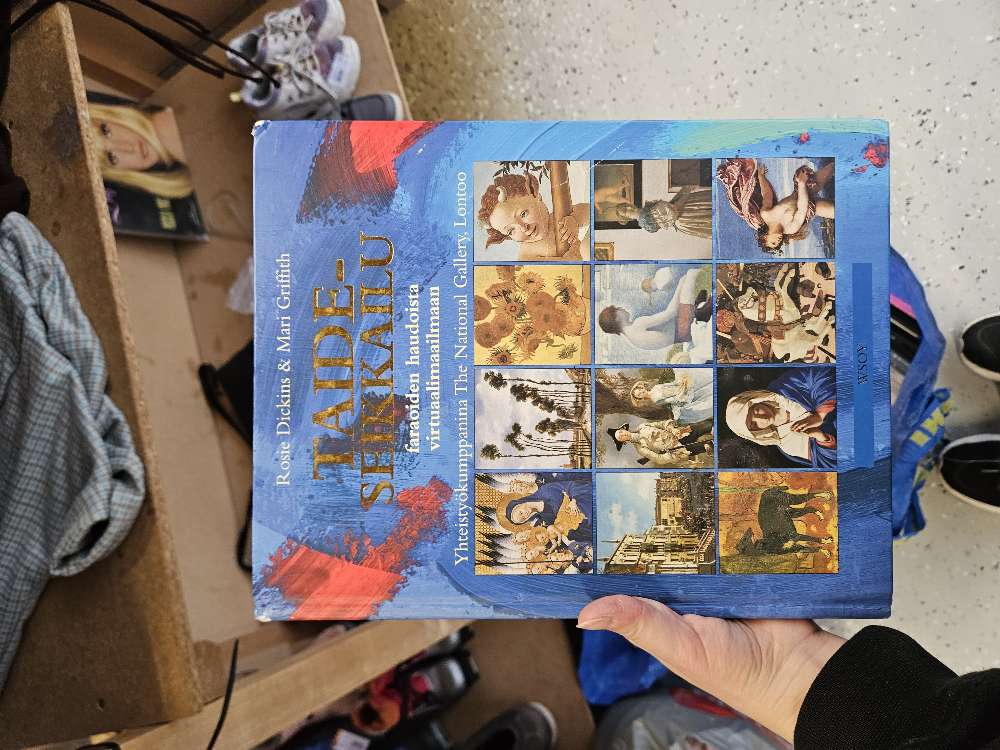 Rosie Dickins & Mari Griffith
TAIDE-
SEIKKAILU
faraoiden haudoista
virtuaalimaailmaan
Yhteistyökumppanina The National Gallery, Lontoo
WSOY